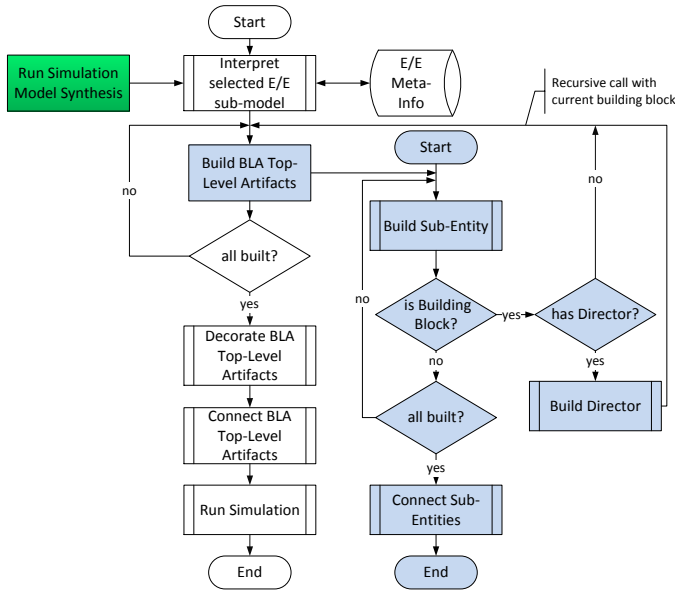 Start
Run Simulation
Model Synthesis
Interpret
selected E/E
sub-model
E/E
Meta-
Info
Recursive call with
current building block
Start
no
Build BLA Top-
Level Artifacts
no
Build Sub-Entity
all built?
no
is Building
Block?
yes
has Director?
yes
no
yes
Decorate BLA
Top-Level
Artifacts
Build Director
all built?
Connect BLA
Top-Level
Artifacts
yes
Run Simulation
Connect Sub-
Entities
End
End